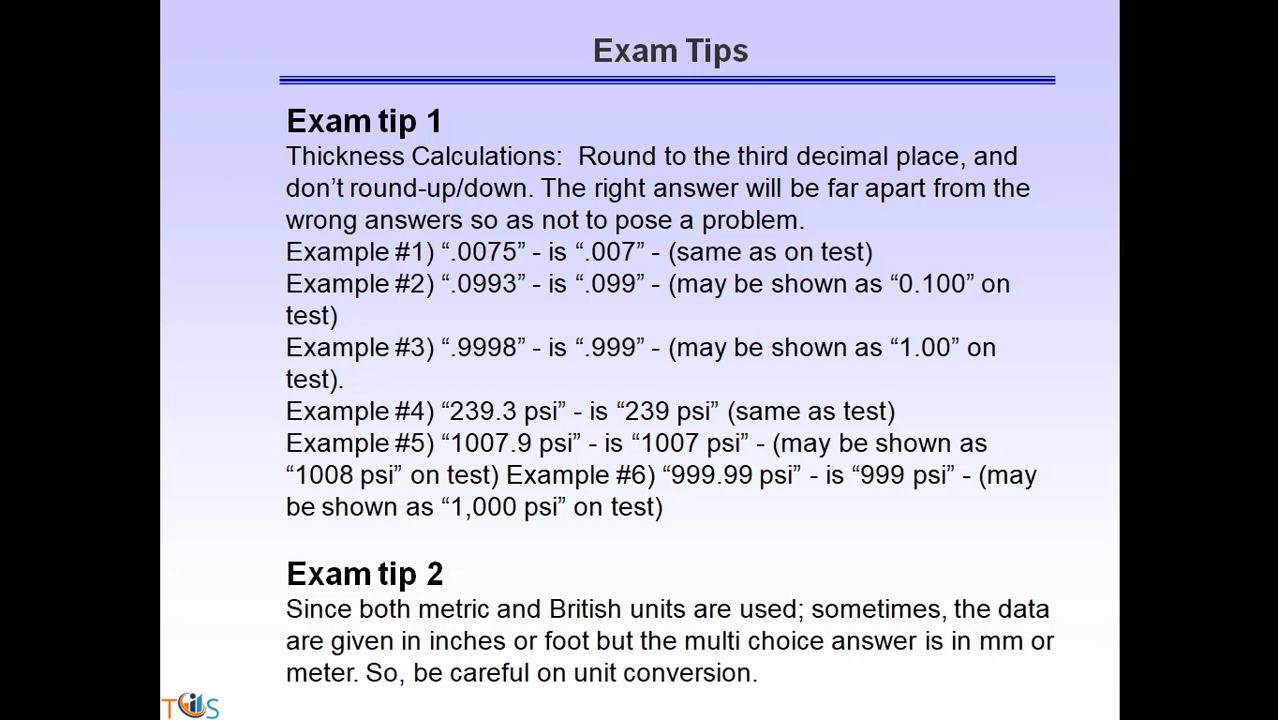 Exam Tips
Exam tip 1
Thickness Calculations:  Round to the third decimal place, and
don’t round-up/down. The right answer will be far apart from the
wrong answers so as not to pose a problem.
Example #1) “.0075” - is “.007” - (same as on test)
Example #2) “.0993” - is “.099” - (may be shown as “0.100” on
test)
Example #3) “.9998” - is “.999” - (may be shown as “1.00” on
test).
Example #4) “239.3 psi” - is “239 psi” (same as test)
Example #5) “1007.9 psi” - is “1007 psi” - (may be shown as
“1008 psi” on test) Example #6) “999.99 psi” - is “999 psi” - (may
be shown as “1,000 psi” on test)
Exam tip 2
Since both metric and British units are used; sometimes, the data
are given in inches or foot but the multi choice answer is in mm or
meter. So, be careful on unit conversion.